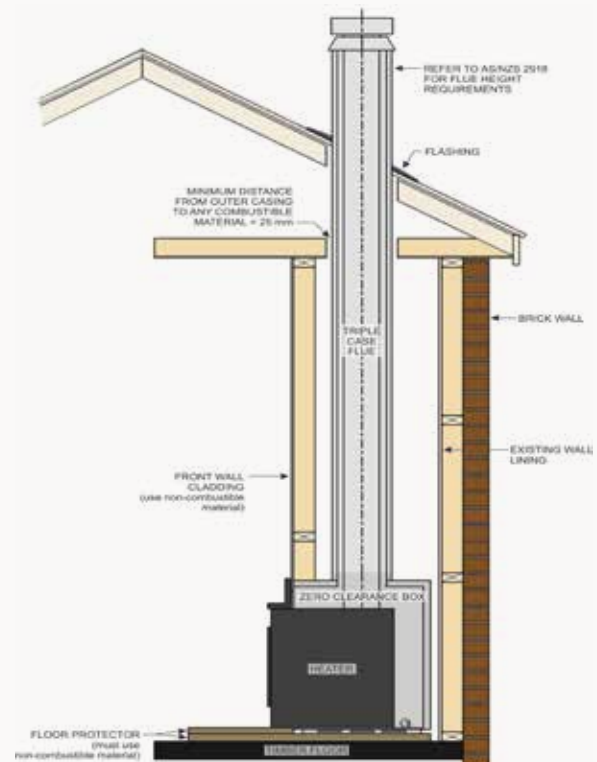 REFER TO AS/NZS 2918
FOR FLUE HEIGHT
REQUIREMENTS
FLASHING
MINIMUM DISTANCE
FROM OUTER CASING
TO ANY COMBUSTIBLE
MATERIAL = 25 mm
TRIPLE
CASE
FLUE
BRICK WALL
EXISTING WALL
LINING
FRONT WALL
CLADDING
(use non-combustible
material)
ZERO CLEARANCE BOX
HEATER
FLOOR PROTECTOR
(must use
non-combustible material)
TIMBER FLOOR